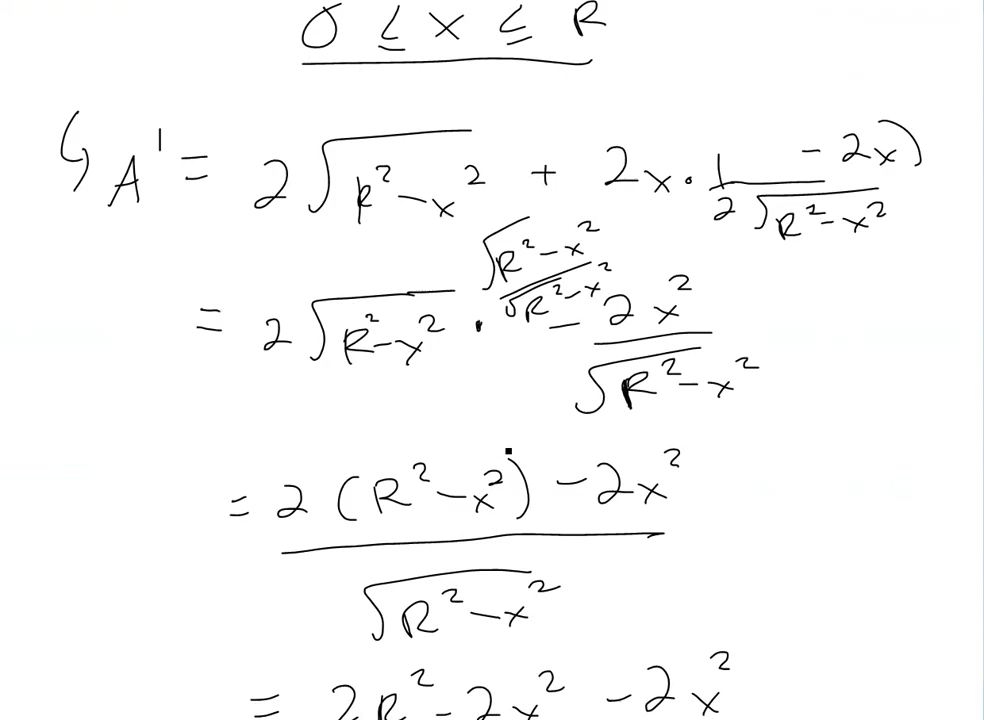 0 ≤ x ≤ R
↳ A' = 2√(R²-x²) + 2x · 1/(2√(R²-x²)) -2x)
= 2√(R²-x²) · √(R²-x²)/√(R²-x²) - 2x²/√(R²-x²)
= (2(R²-x²) - 2x²)/√(R²-x²)
= 2R² - 2x² - 2x²